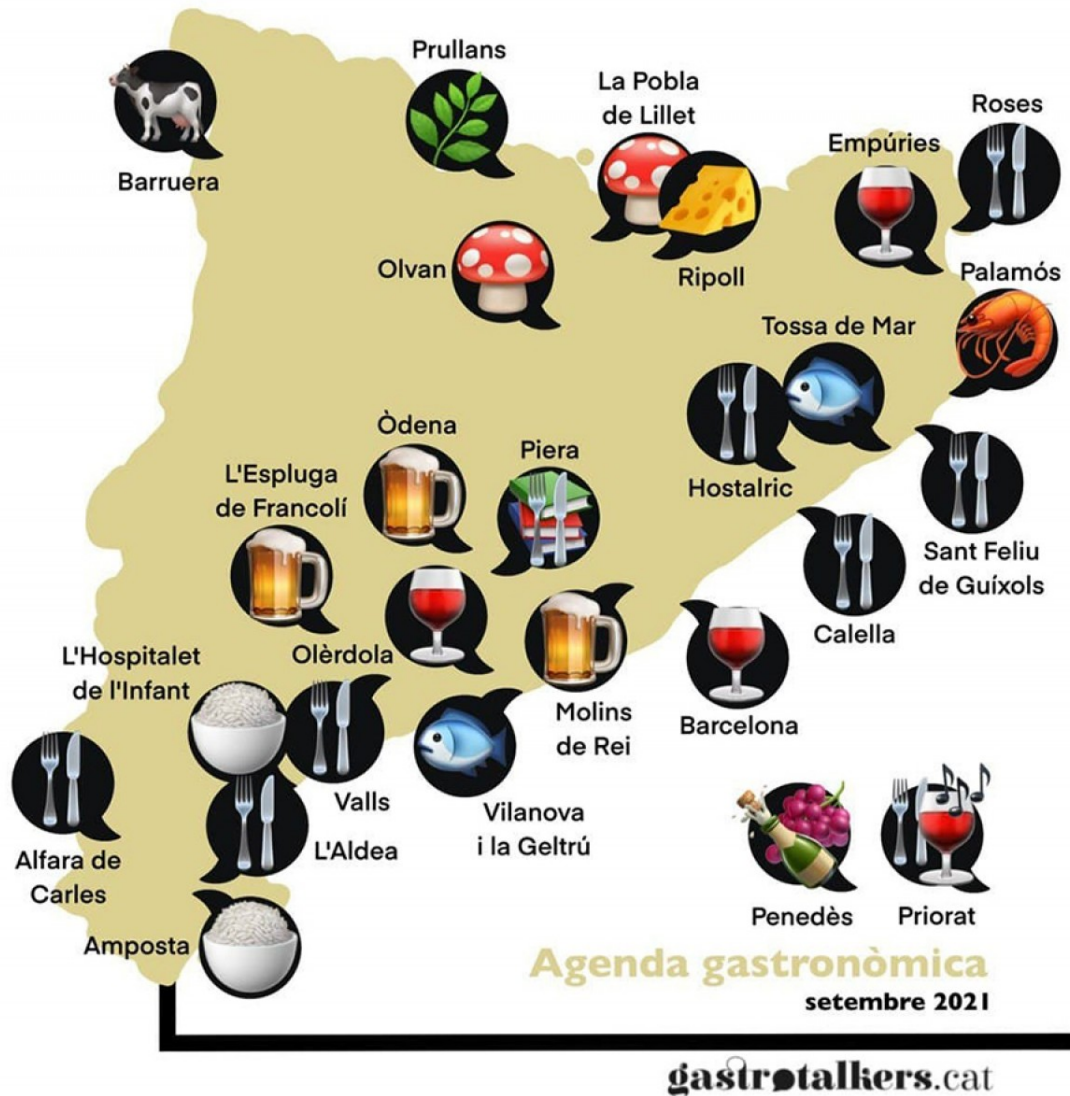 Prullans
La Pobla
de Lillet
Roses
Empúries
Barruera
Olvan
Ripoll
Palamós
Tossa de Mar
Òdena
Piera
L'Espluga
de Francolí
Hostalric
Sant Feliu
de Guíxols
Calella
L'Hospitalet
de l'Infant
Olèrdola
Molins
de Rei
Barcelona
Valls
Vilanova
i la Geltrú
L'Aldea
Alfara de
Carles
Penedès
Priorat
Amposta
Agenda gastronòmica
setembre 2021
gastrotalkers.cat